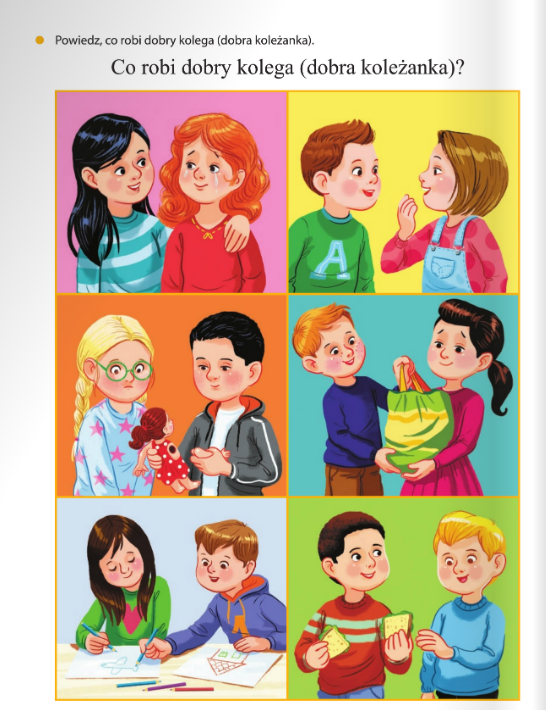 Powiedz, co robi dobry kolega (dobra koleżanka).
Co robi dobry kolega (dobra koleżanka)?
A